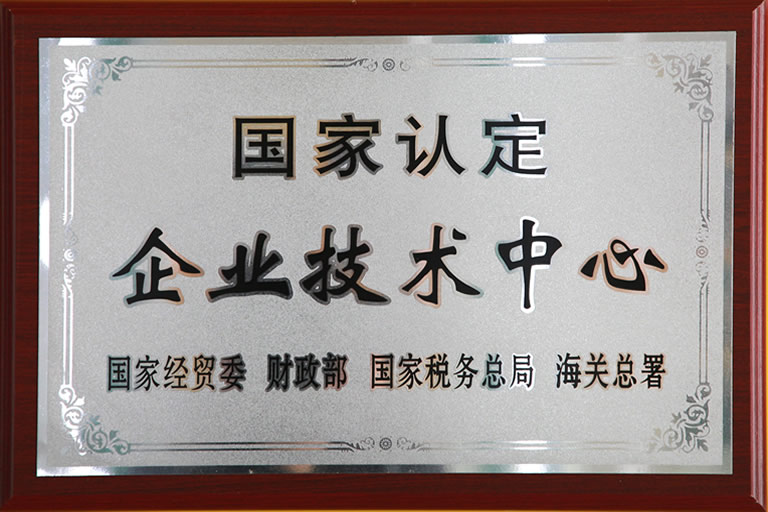 国家认定
企业技术中心
国家经贸委 财政部 国家税务总局 海关总署